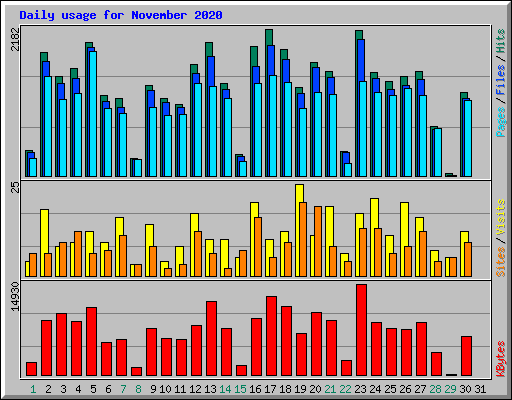 Daily usage for November 2020
2182
Pages / Files / Hits
25
Sites / Visits
14930
KBytes
1 2 3 4 5 6 7 8 9 10 11 12 13 14 15 16 17 18 19 20 21 22 23 24 25 26 27 28 29 30 31